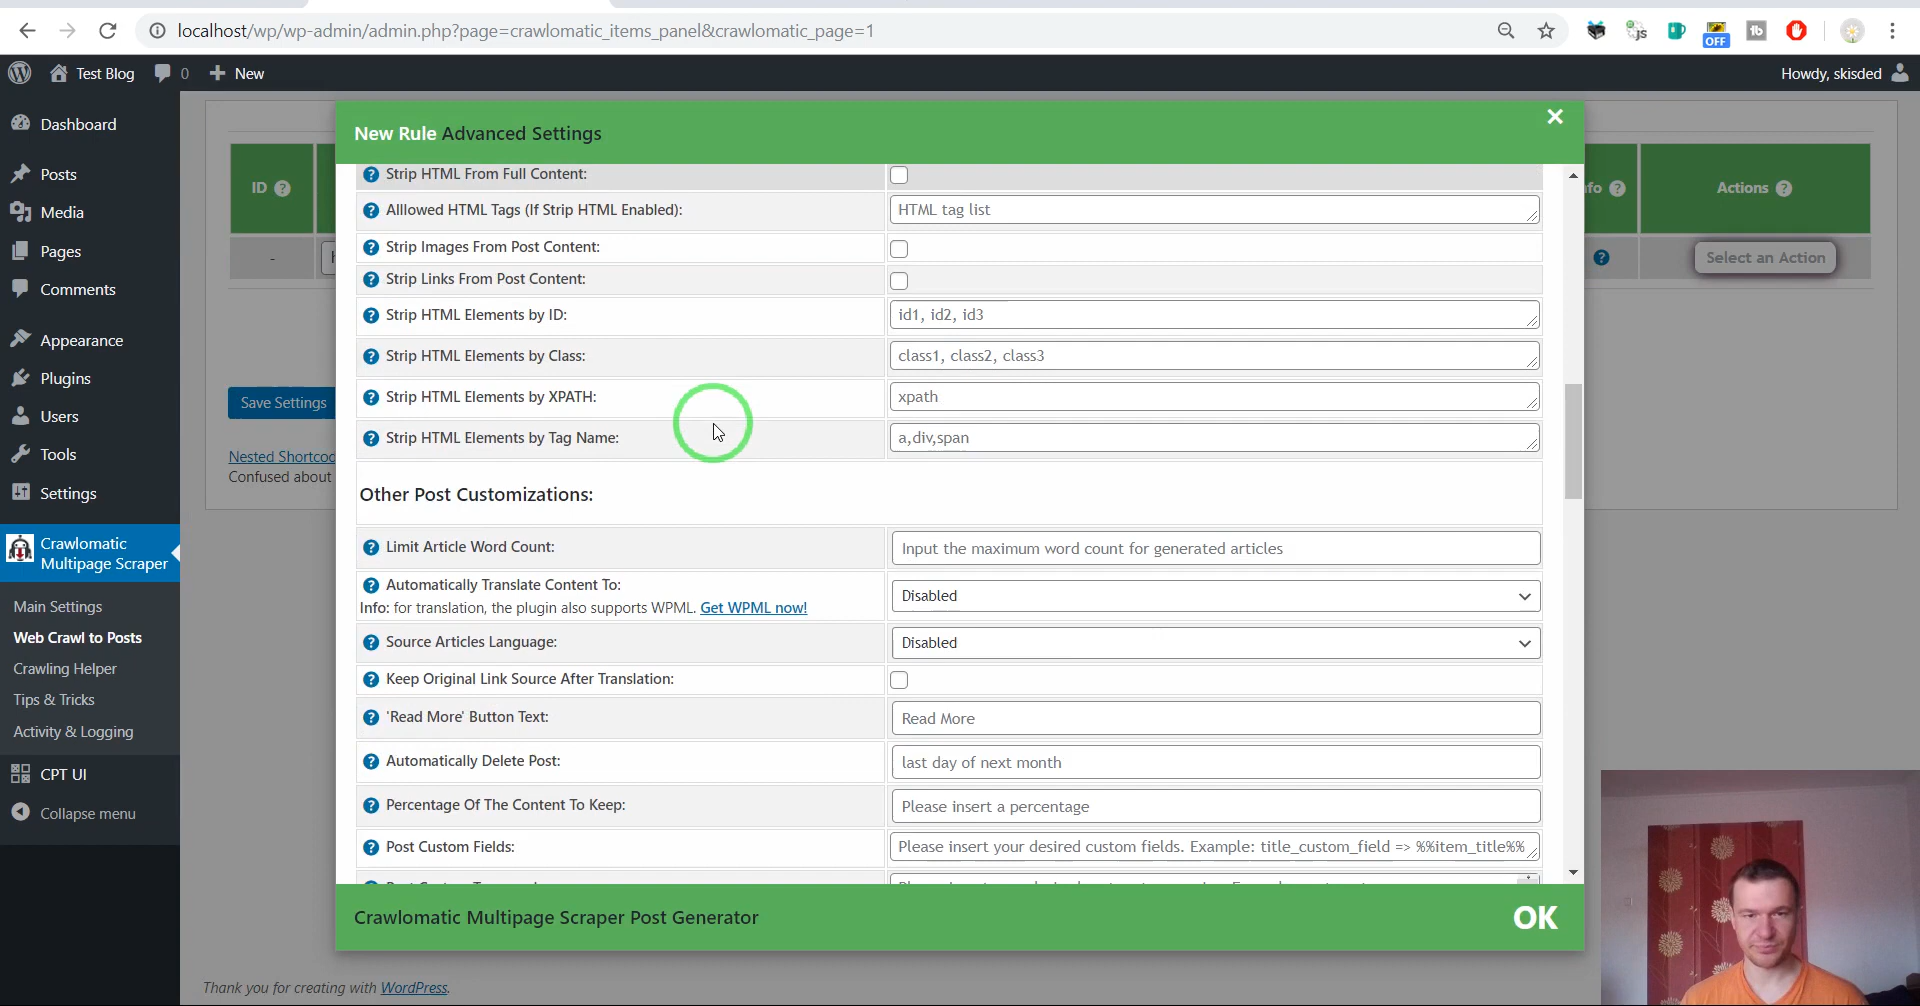 localhost/wp/wp-admin/admin.php?page=crawlomatic_items_panel&crawlomatic_page=1
OFF
JS
Test Blog
0
New
Howdy, skisded
Dashboard
Posts
Media
Pages
Comments
Appearance
Plugins
Users
Tools
Settings
Crawlomatic
Multipage Scraper
Main Settings
Web Crawl to Posts
Crawling Helper
Tips & Tricks
Activity & Logging
CPT UI
Collapse menu
ID
-
Actions
Select an Action
Save Settings
Nested Shortcod
Confused about
New Rule Advanced Settings
Strip HTML From Full Content:
Alllowed HTML Tags (If Strip HTML Enabled):
HTML tag list
Strip Images From Post Content:
Strip Links From Post Content:
Strip HTML Elements by ID:
id1, id2, id3
Strip HTML Elements by Class:
class1, class2, class3
Strip HTML Elements by XPATH:
xpath
Strip HTML Elements by Tag Name:
a,div,span
Other Post Customizations:
Limit Article Word Count:
Input the maximum word count for generated articles
Automatically Translate Content To:
Info: for translation, the plugin also supports WPML. Get WPML now!
Disabled
Source Articles Language:
Disabled
Keep Original Link Source After Translation:
'Read More' Button Text:
Read More
Automatically Delete Post:
last day of next month
Percentage Of The Content To Keep:
Please insert a percentage
Post Custom Fields:
Please insert your desired custom fields. Example: title_custom_field => %%item_title%%
Crawlomatic Multipage Scraper Post Generator
OK
Thank you for creating with WordPress.